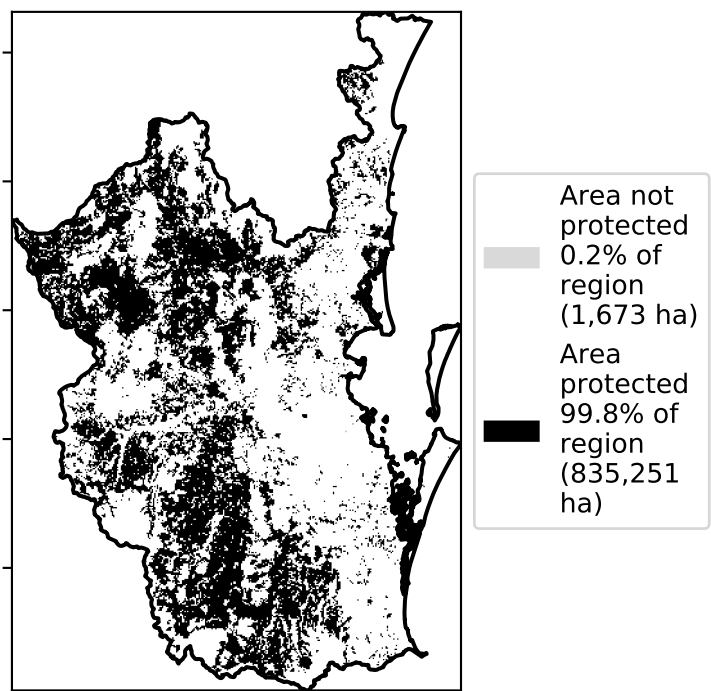 Area not
protected
0.2% of
region
(1,673 ha)
Area
protected
99.8% of
region
(835,251
ha)